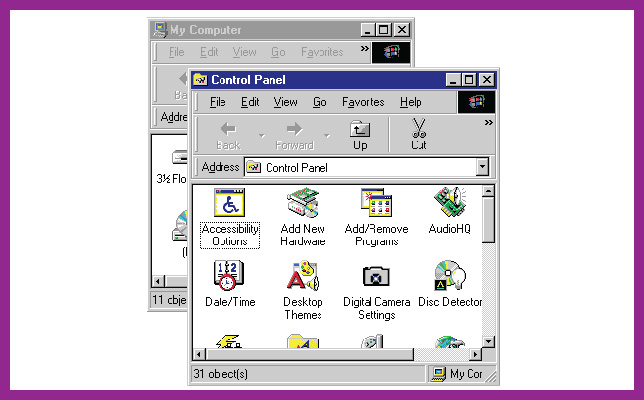 My Computer
File Edit View Go Favorites »
Ba
Addre
3½ Flo
11 obje
Control Panel
File Edit View Go Favorites Help
Back Forward Up Cut »
Address Control Panel
Accessibility Options
Add New Hardware
Add/Remove Programs
AudioHQ
Date/Time
Desktop Themes
Digital Camera Settings
Disc Detector
31 obect(s)
My Cor